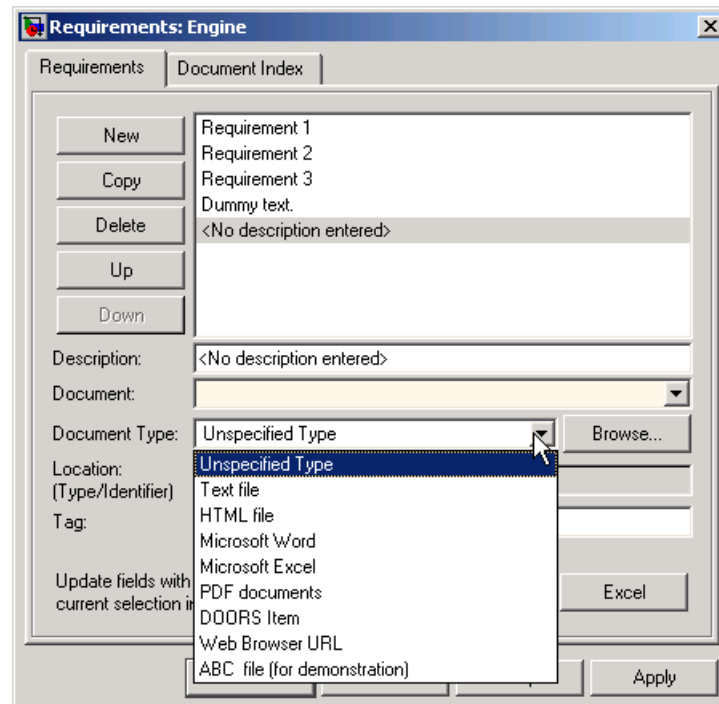 Requirements: Engine
Requirements
Document Index
New
Copy
Delete
Up
Down
Requirement 1
Requirement 2
Requirement 3
Dummy text.
<No description entered>
Description:
<No description entered>
Document:
Document Type:
Unspecified Type
Browse...
Location:
(Type/Identifier)
Tag:
Unspecified Type
Text file
HTML file
Microsoft Word
Microsoft Excel
PDF documents
DOORS Item
Web Browser URL
ABC file (for demonstration)
Update fields with
current selection
Excel
Apply